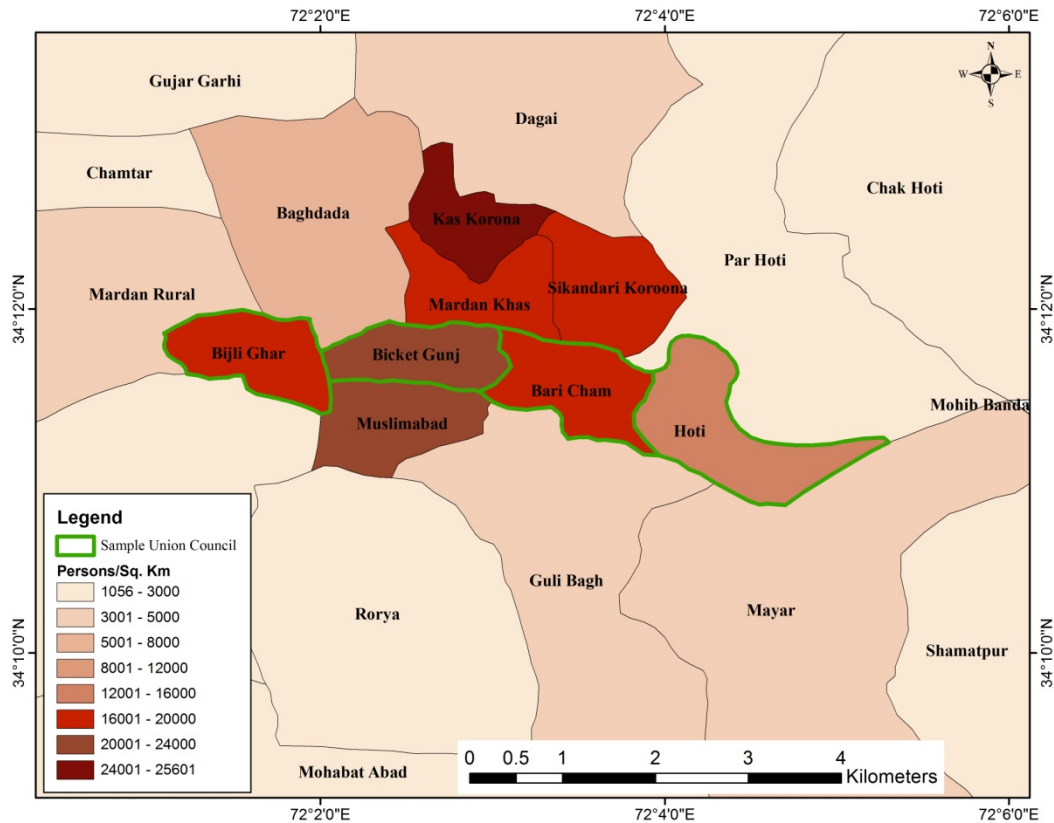 72°2'0"E
72°4'0"E
72°6'0"E
N
W E
S
Gujar Garhi
Dagai
Chamtar
Chak Hoti
Baghdada
Kas Korona
Par Hoti
Mardan Rural
Sikandari Koroona
Mardan Khas
34°12'0"N
34°12'0"N
Bijli Ghar
Bicket Gunj
Bari Cham
Mohib Banda
Muslimabad
Hoti
Legend
Sample Union Council
Persons/Sq. Km
1056 - 3000
3001 - 5000
5001 - 8000
8001 - 12000
12001 - 16000
16001 - 20000
20001 - 24000
24001 - 25601
Guli Bagh
Rorya
Mayar
Shamatpur
34°10'0"N
34°10'0"N
Mohabat Abad
0 0.5 1 2 3 4
Kilometers
72°2'0"E
72°4'0"E
72°6'0"E